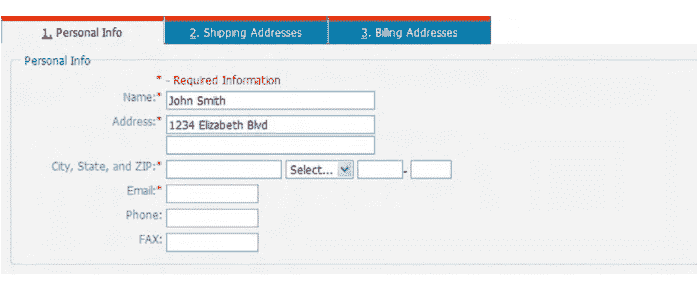 1. Personal Info 2. Shipping Addresses 3. Billing Addresses
Personal Info
* - Required Information
Name:* John Smith
Address:* 1234 Elizabeth Blvd
City, State, and ZIP:* Select... -
Email:*
Phone:
FAX: